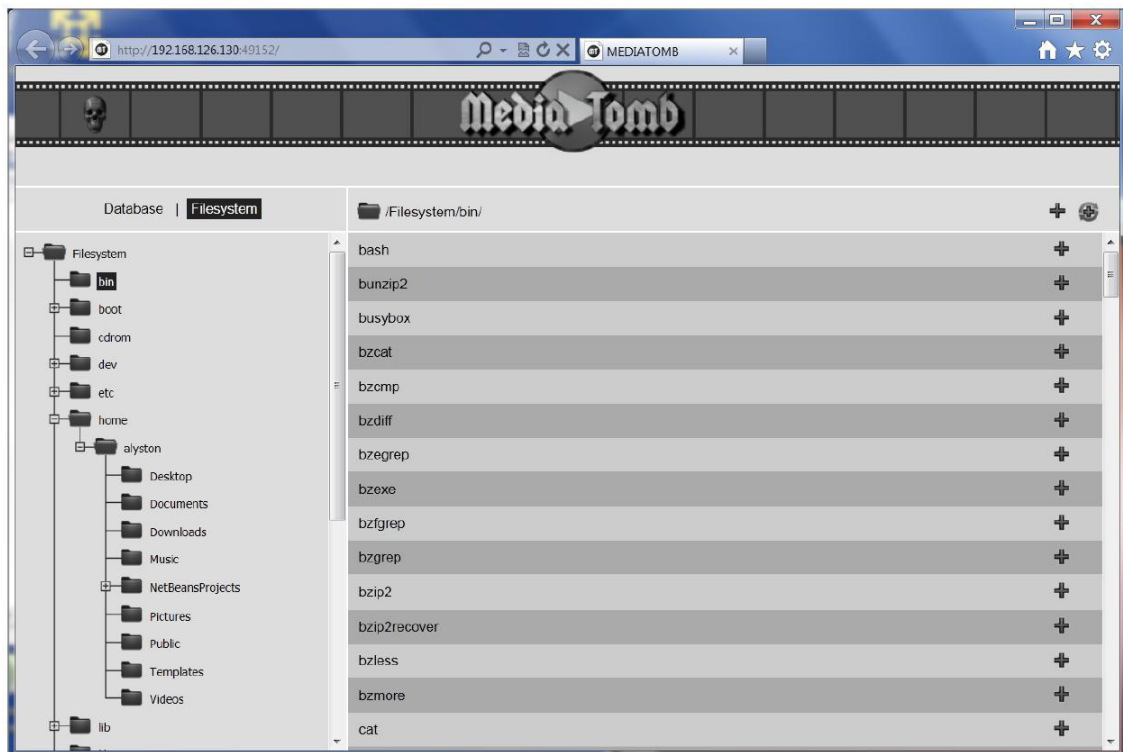 http://192.168.126.130:49152/
MEDIATOMB
Media Tomb
Database | Filesystem
/Filesystem/bin/
Filesystem
bin
boot
cdrom
dev
etc
home
alyston
Desktop
Documents
Downloads
Music
NetBeansProjects
Pictures
Public
Templates
Videos
lib
bash
bunzip2
busybox
bzcat
bzcmp
bzdiff
bzegrep
bzexe
bzfgrep
bzgrep
bzip2
bzip2recover
bzless
bzmore
cat